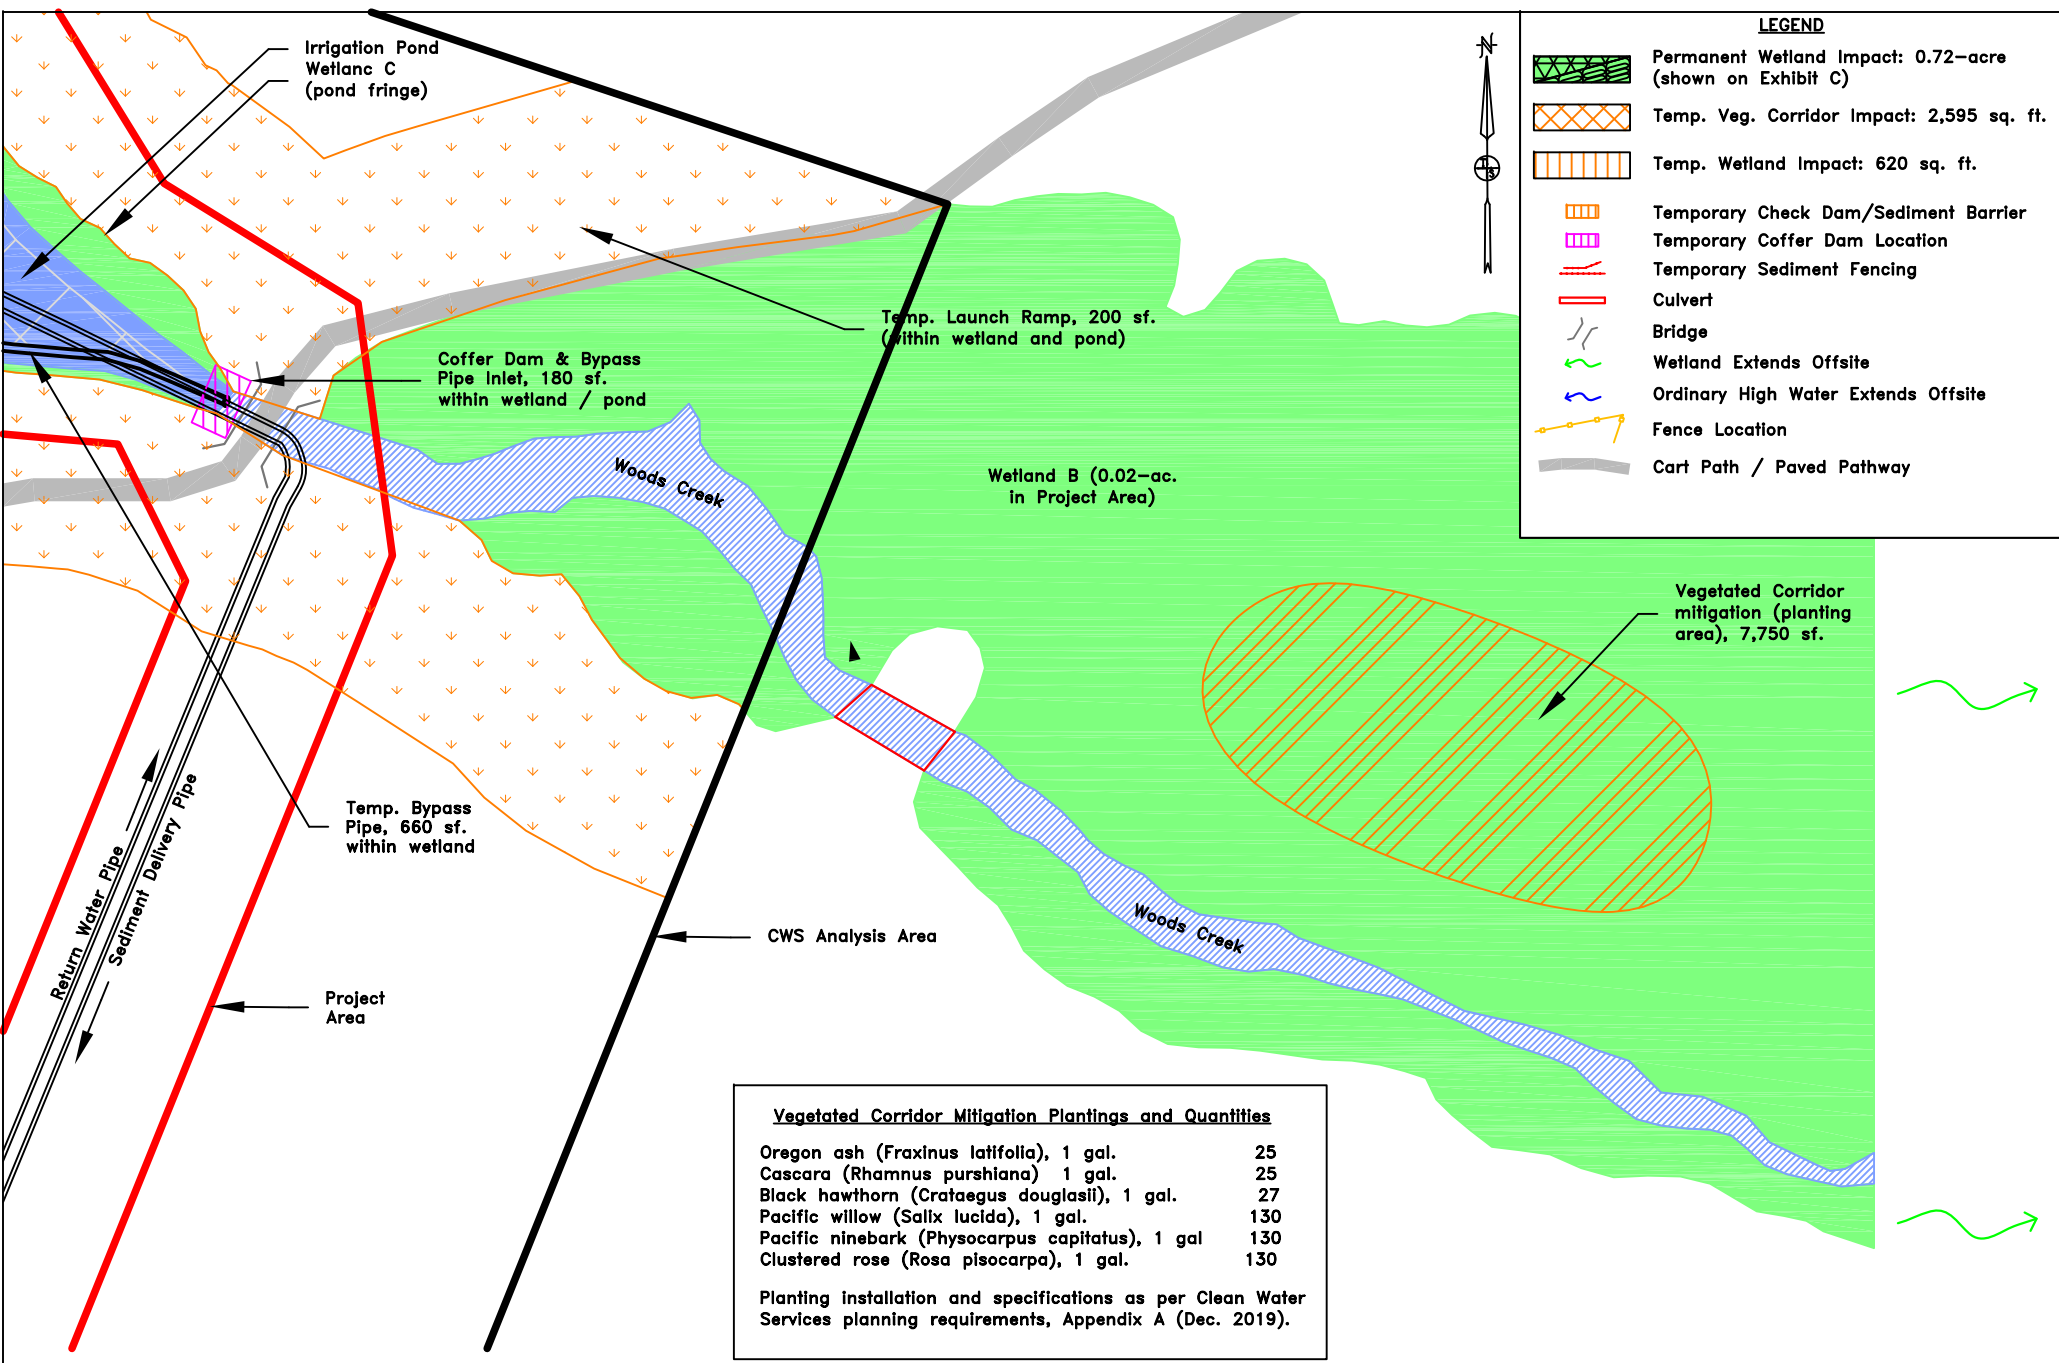 Irrigation Pond
Wetlanc C
(pond fringe)
N
LEGEND
Permanent Wetland Impact: 0.72-acre
(shown on Exhibit C)
Temp. Veg. Corridor Impact: 2,595 sq. ft.
Temp. Wetland Impact: 620 sq. ft.
Temporary Check Dam/Sediment Barrier
Temporary Coffer Dam Location
Temporary Sediment Fencing
Culvert
Bridge
Wetland Extends Offsite
Ordinary High Water Extends Offsite
Fence Location
Cart Path / Paved Pathway
Temp. Launch Ramp, 200 sf.
(within wetland and pond)
Coffer Dam & Bypass
Pipe Inlet, 180 sf.
within wetland / pond
Woods Creek
Wetland B (0.02-ac.
in Project Area)
Vegetated Corridor
mitigation (planting
area), 7,750 sf.
Temp. Bypass
Pipe, 660 sf.
within wetland
Return Water Pipe
Sediment Delivery Pipe
Woods Creek
CWS Analysis Area
Project
Area
Vegetated Corridor Mitigation Plantings and Quantities
Oregon ash (Fraxinus latifolia), 1 gal. 25
Cascara (Rhamnus purshiana) 1 gal. 25
Black hawthorn (Crataegus douglasii), 1 gal. 27
Pacific willow (Salix lucida), 1 gal. 130
Pacific ninebark (Physocarpus capitatus), 1 gal 130
Clustered rose (Rosa pisocarpa), 1 gal. 130
Planting installation and specifications as per Clean Water
Services planning requirements, Appendix A (Dec. 2019).